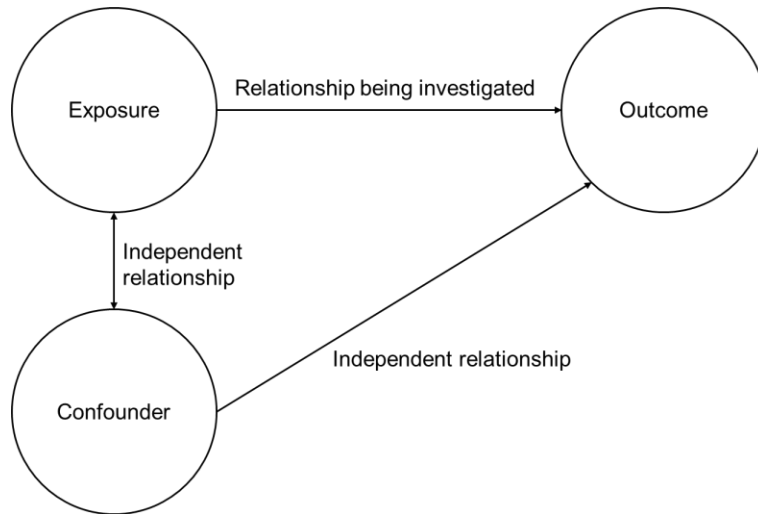 Exposure
Relationship being investigated
Outcome
Independent
relationship
Independent relationship
Confounder